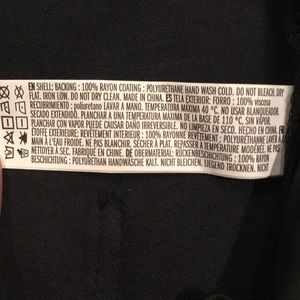 EN SHELL: BACKING : 100% RAYON COATING : POLYURETHANE HAND WASH COLD. DO NOT BLEACH. DRY
FLAT. IRON LOW. DO NOT DRY CLEAN. MADE IN CHINA. ES TELA EXTERIOR: FORRO : 100% viscosa
RECUBRIMIENTO : poliuretano LAVAR A MANO. TEMPERATURA MÁXIMA 40 °C. NO USAR BLANQUEADOR.
SECADO EXTENDIDO. PLANCHAR A UNA TEMPERATURA MÁXIMA DE LA BASE DE 110 °C, SIN VAPOR.
PLANCHAR CON VAPOR PUEDE CAUSAR DAÑO IRREVERSIBLE. NO LIMPIEZA EN SECO. HECHO EN CHINA. FR
ÉTOFFE EXTÉRIEURE: REVÊTEMENT INTÉRIEUR : 100% RAYONNE REVÊTEMENT : POLYURÉTHANNE LAVER À LA
MAIN À L'EAU FROIDE. NE PAS BLANCHIR. SÉCHER À PLAT. REPASSAGE À TEMPÉRATURE MODÉRÉE. NE PAS
NETTOYER À SEC. FABRIQUÉ EN CHINE. DE OBERMATERIAL: RÜCKENBESCHICHTUNG : 100% RAYON
BESCHICHTUNG : POLYURETHAN HANDWÄSCHE KALT. NICHT BLEICHEN. LIEGEND TROCKNEN. NICHT